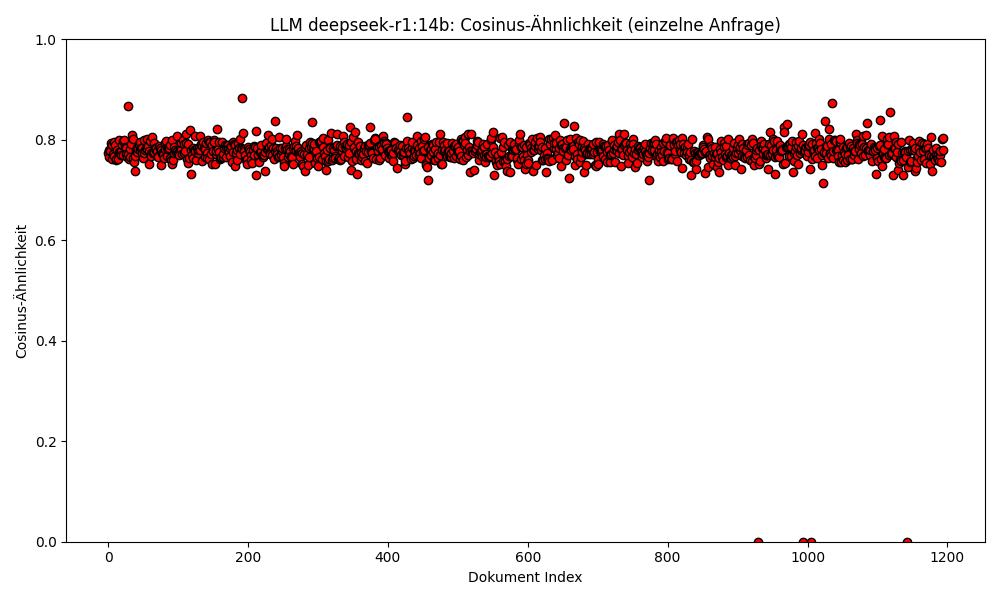 LLM deepseek-r1:14b: Cosinus-Ähnlichkeit (einzelne Anfrage)
1.0
0.8
0.6
0.4
0.2
0.0
Cosinus-Ähnlichkeit
0 200 400 600 800 1000 1200
Dokument Index